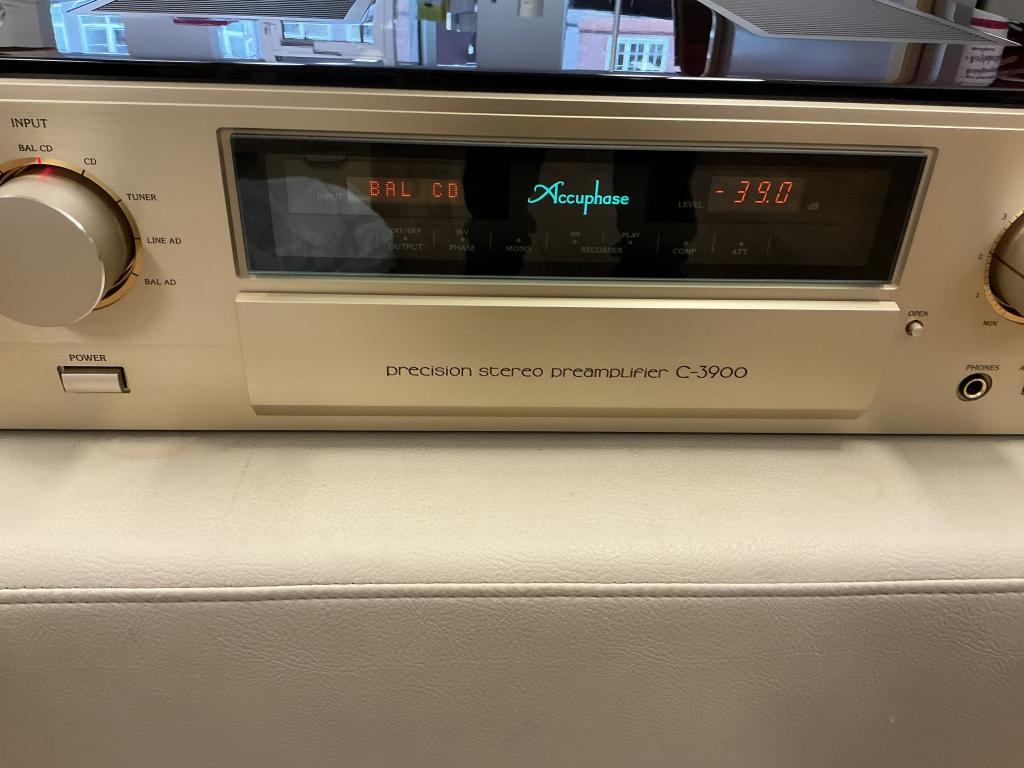 INPUT
BAL CD
CD
TUNER
LINE AD
BAL AD
POWER
INPUT BAL CD
Accuphase
LEVEL -39.0 dB
EXT/OFF
OUTPUT
INV
PHASE
MONO
ON
PLAY
RECORDER
COMP
ATT
precision stereo preamplifier C-3900
OPEN
3
2
1
MIN
PHONES